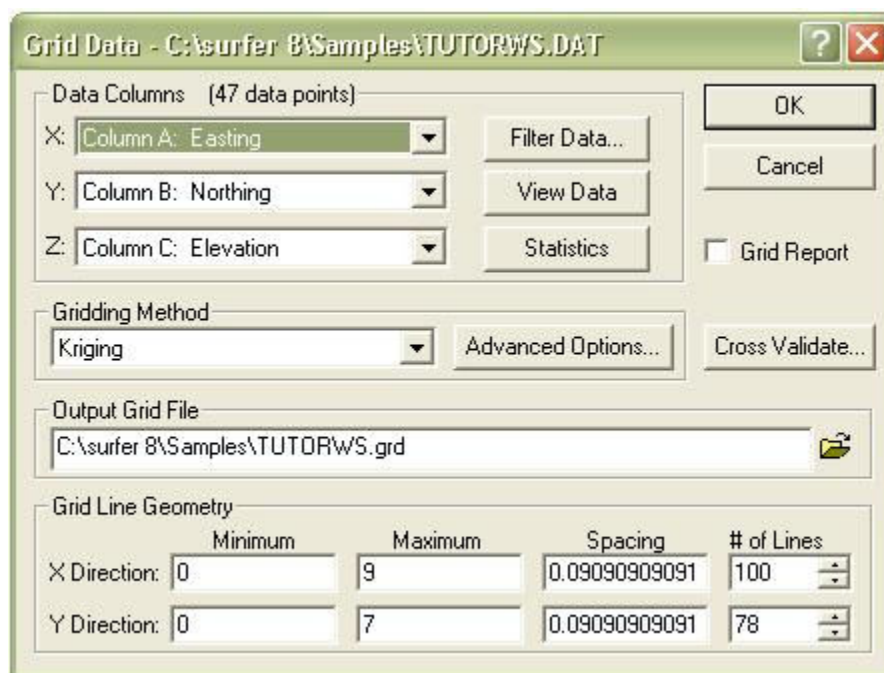 Grid Data - C:\surfer 8\Samples\TUTORWS.DAT
Data Columns (47 data points)
X: Column A: Easting
Filter Data...
Y: Column B: Northing
View Data
Z: Column C: Elevation
Statistics
OK
Cancel
Grid Report
Gridding Method
Kriging
Advanced Options...
Cross Validate...
Output Grid File
C:\surfer 8\Samples\TUTORWS.grd
Grid Line Geometry
Minimum Maximum Spacing # of Lines
X Direction: 0 9 0.09090909091 100
Y Direction: 0 7 0.09090909091 78